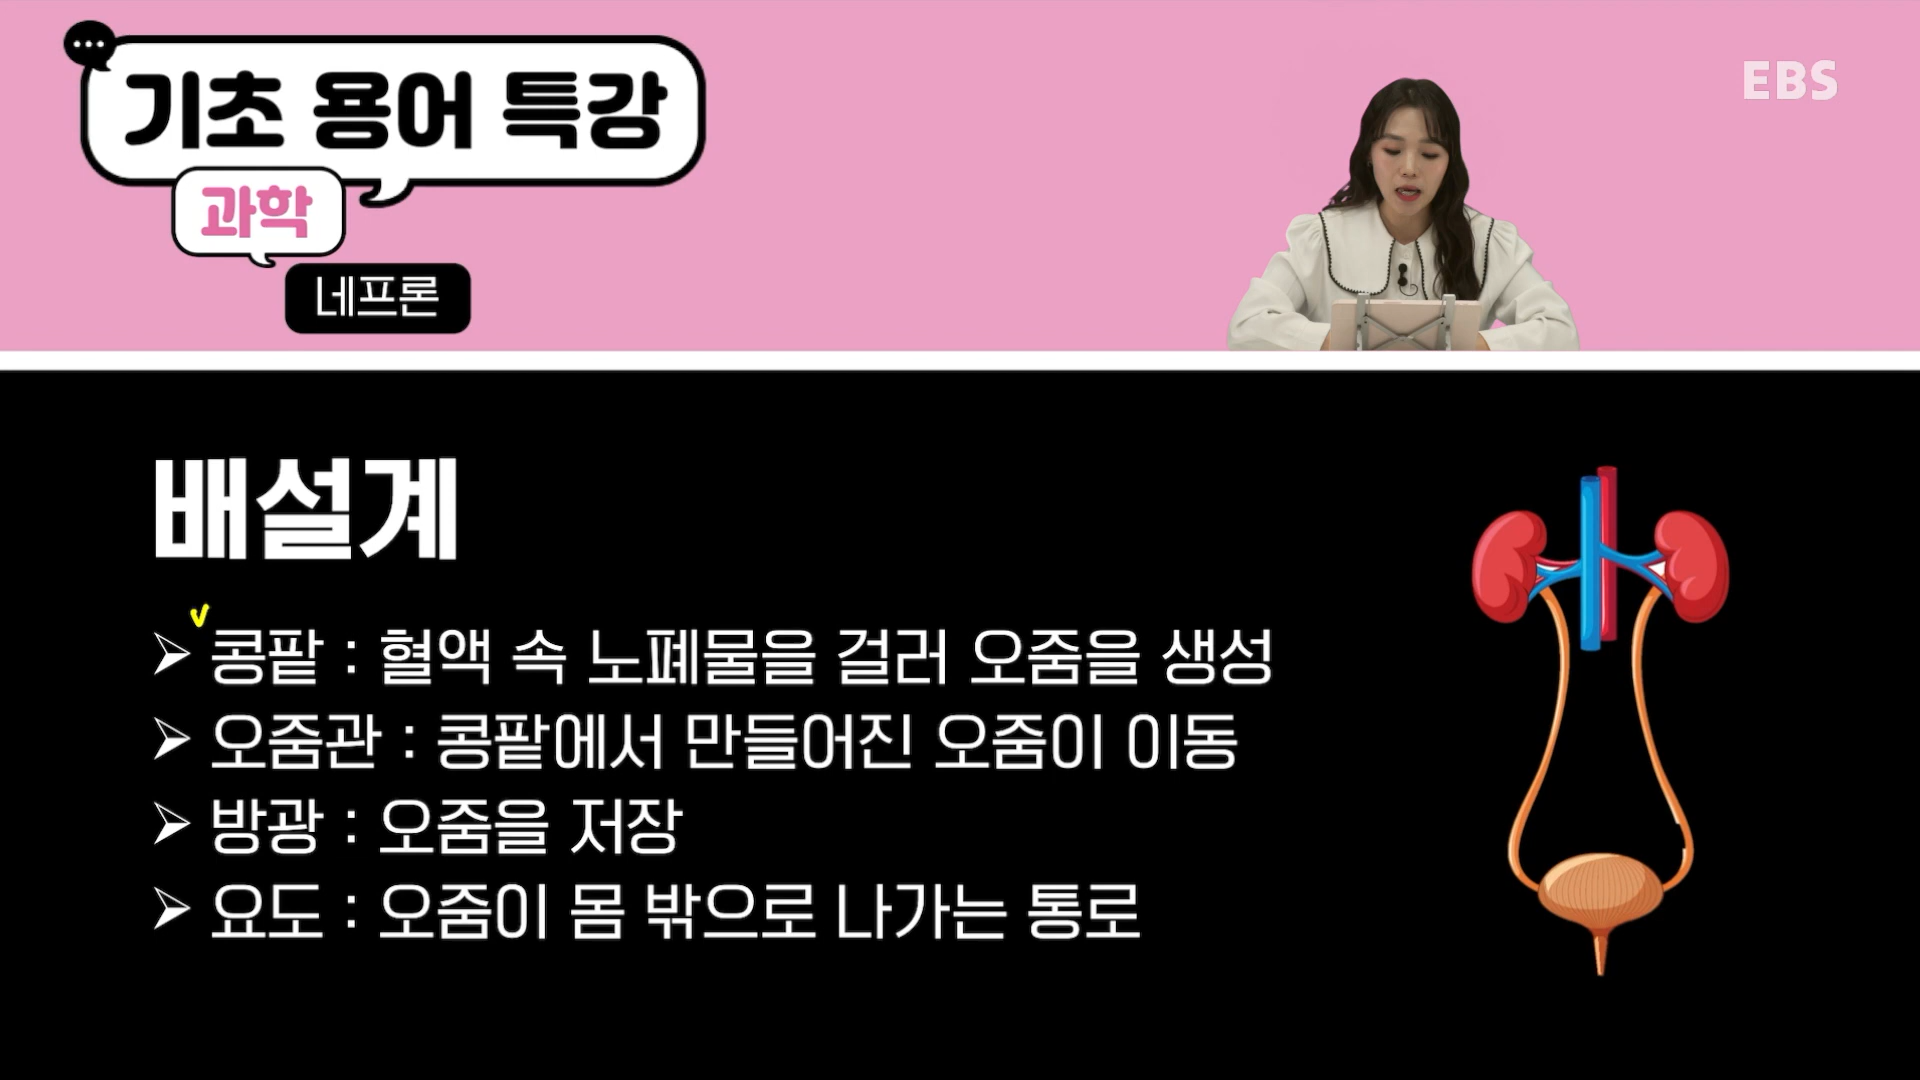 기초 용어 특강
EBS
과학
네프론
배설계
➢ 콩팥 : 혈액 속 노폐물을 걸러 오줌을 생성
➢ 오줌관 : 콩팥에서 만들어진 오줌이 이동
➢ 방광 : 오줌을 저장
➢ 요도 : 오줌이 몸 밖으로 나가는 통로